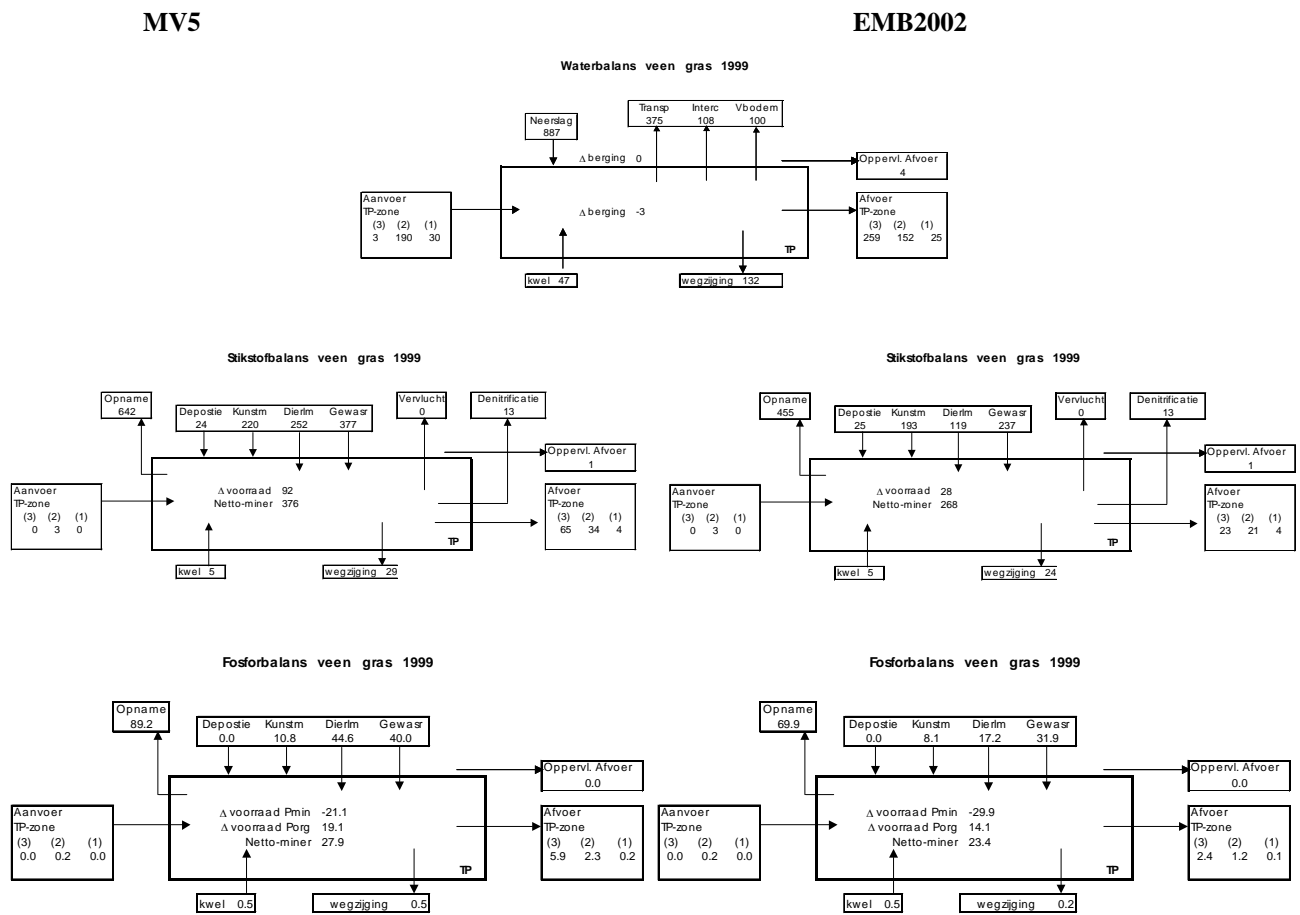 MV5 EMB2002
Waterbalans veen gras 1999
Transp Interc Vbodem
375 108 100
Neerslag
887
Δ berging 0
Oppervl. Afvoer
4
Aanvoer
TP-zone
(3) (2) (1)
3 190 30
Δ berging -3
Afvoer
TP-zone
(3) (2) (1)
259 152 25
TP
kwel 47
wegzijging 132
Stikstofbalans veen gras 1999
Opname
642
Depostie Kunstm Dierlm Gewasr
24 220 252 377
Vervlucht
0
Denitrificatie
13
Oppervl. Afvoer
1
Aanvoer
TP-zone
(3) (2) (1)
0 3 0
Δ voorraad 92
Netto-miner 376
Afvoer
TP-zone
(3) (2) (1)
65 34 4
TP
kwel 5
wegzijging 29
Stikstofbalans veen gras 1999
Opname
455
Depostie Kunstm Dierlm Gewasr
25 193 119 237
Vervlucht
0
Denitrificatie
13
Oppervl. Afvoer
1
Aanvoer
TP-zone
(3) (2) (1)
0 3 0
Δ voorraad 28
Netto-miner 268
Afvoer
TP-zone
(3) (2) (1)
23 21 4
TP
kwel 5
wegzijging 24
Fosforbalans veen gras 1999
Opname
89.2
Depostie Kunstm Dierlm Gewasr
0.0 10.8 44.6 40.0
Oppervl. Afvoer
0.0
Aanvoer
TP-zone
(3) (2) (1)
0.0 0.2 0.0
Δ voorraad Pmin -21.1
Δ voorraad Porg 19.1
Netto-miner 27.9
Afvoer
TP-zone
(3) (2) (1)
5.9 2.3 0.2
TP
kwel 0.5
wegzijging 0.5
Fosforbalans veen gras 1999
Opname
69.9
Depostie Kunstm Dierlm Gewasr
0.0 8.1 17.2 31.9
Oppervl. Afvoer
0.0
Aanvoer
TP-zone
(3) (2) (1)
0.0 0.2 0.0
Δ voorraad Pmin -29.9
Δ voorraad Porg 14.1
Netto-miner 23.4
Afvoer
TP-zone
(3) (2) (1)
2.4 1.2 0.1
TP
kwel 0.5
wegzijging 0.2